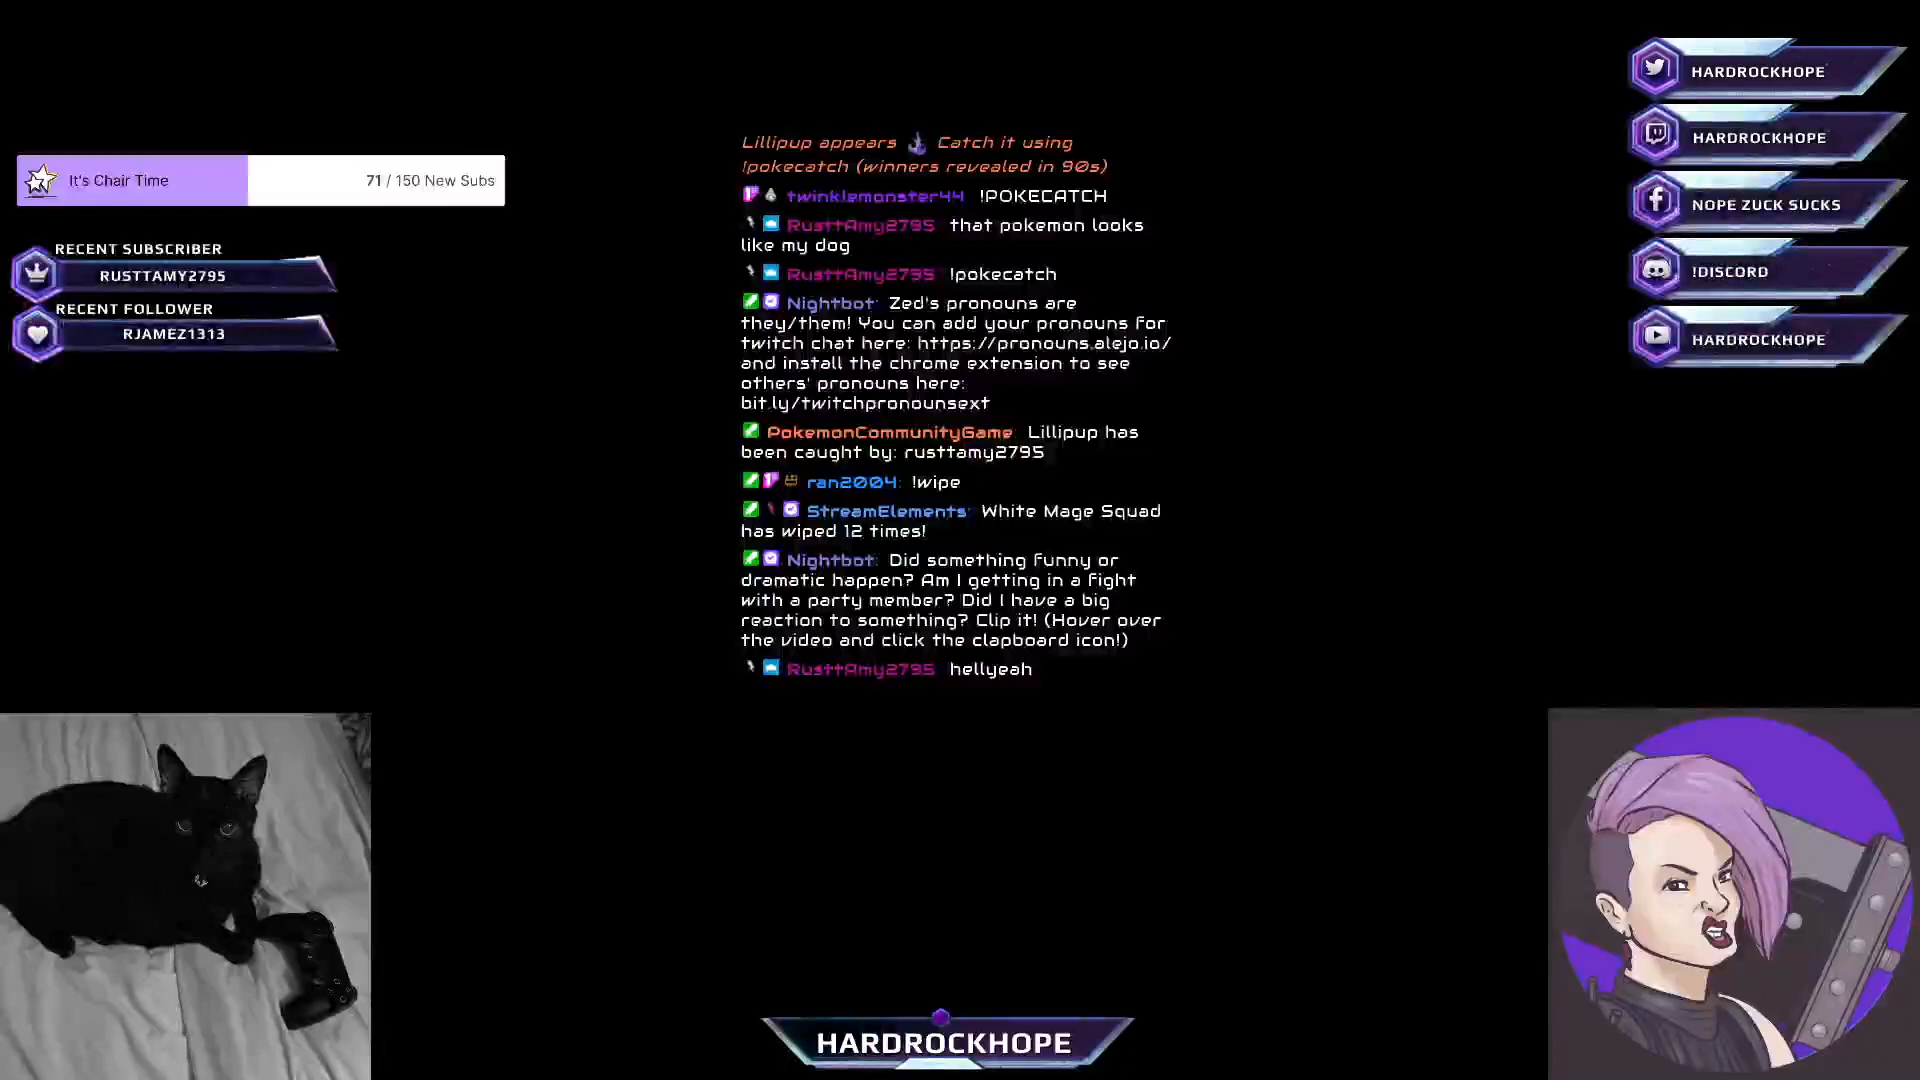 It's Chair Time
71 / 150 New Subs
RECENT SUBSCRIBER
RUSTTAMY2795
RECENT FOLLOWER
RJAMEZ1313
Lillipup appears Catch it using
!pokecatch (winners revealed in 90s)
twinklemonster44 !POKECATCH
RusttAmy2795 that pokemon looks
like my dog
RusttAmy2795 !pokecatch
Nightbot: Zed's pronouns are
they/them! You can add your pronouns for
twitch chat here: https://pronouns.alejo.io/
and install the chrome extension to see
others' pronouns here:
bit.ly/twitchpronounsext
PokemonCommunityGame: Lillipup has
been caught by: rusttamy2795
ran2004: !wipe
StreamElements: White Mage Squad
has wiped 12 times!
Nightbot: Did something funny or
dramatic happen? Am I getting in a fight
with a party member? Did I have a big
reaction to something? Clip it! (Hover over
the video and click the clapboard icon!)
RusttAmy2795 hellyeah
HARDROCKHOPE
HARDROCKHOPE
NOPE ZUCK SUCKS
!DISCORD
HARDROCKHOPE
HARDROCKHOPE